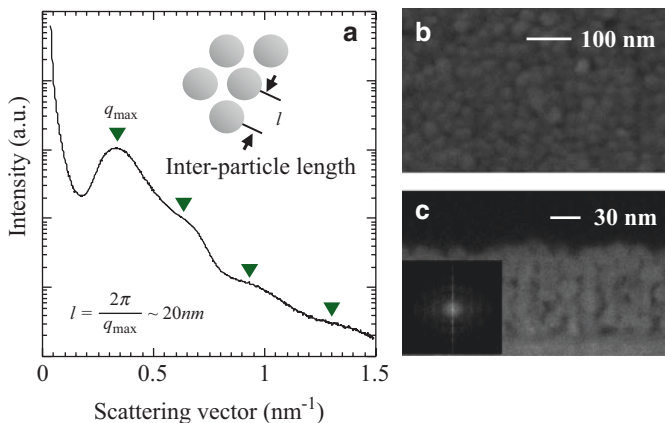 a
q_max
l
Inter-particle length
Intensity (a.u.)
l = 2π / q_max ~ 20nm
0 0.5 1 1.5
Scattering vector (nm⁻¹)
b
100 nm
c
30 nm